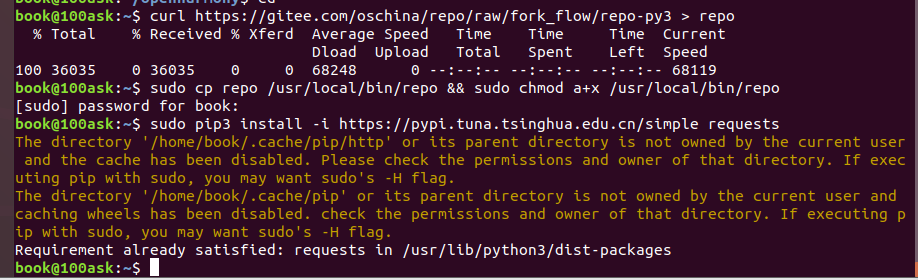 book@100ask:~$ curl https://gitee.com/oschina/repo/raw/fork_flow/repo-py3 > repo
% Total % Received % Xferd Average Speed Time Time Time Current
Dload Upload Total Spent Left Speed
100 36035 0 36035 0 0 68248 0 --:--:-- --:--:-- --:--:-- 68119
book@100ask:~$ sudo cp repo /usr/local/bin/repo && sudo chmod a+x /usr/local/bin/repo
[sudo] password for book:
book@100ask:~$ sudo pip3 install -i https://pypi.tuna.tsinghua.edu.cn/simple requests
The directory '/home/book/.cache/pip/http' or its parent directory is not owned by the current user
and the cache has been disabled. Please check the permissions and owner of that directory. If exec
uting pip with sudo, you may want sudo's -H flag.
The directory '/home/book/.cache/pip' or its parent directory is not owned by the current user and
caching wheels has been disabled. check the permissions and owner of that directory. If executing p
ip with sudo, you may want sudo's -H flag.
Requirement already satisfied: requests in /usr/lib/python3/dist-packages
book@100ask:~$